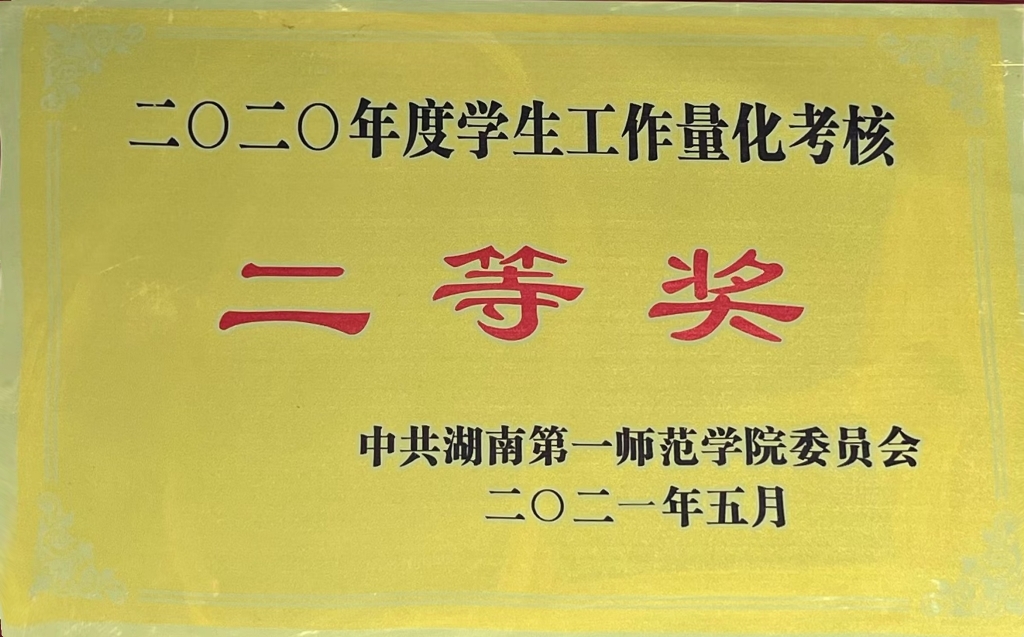 二〇二〇年度学生工作量化考核
二等奖
中共湖南第一师范学院委员会
二〇二一年五月